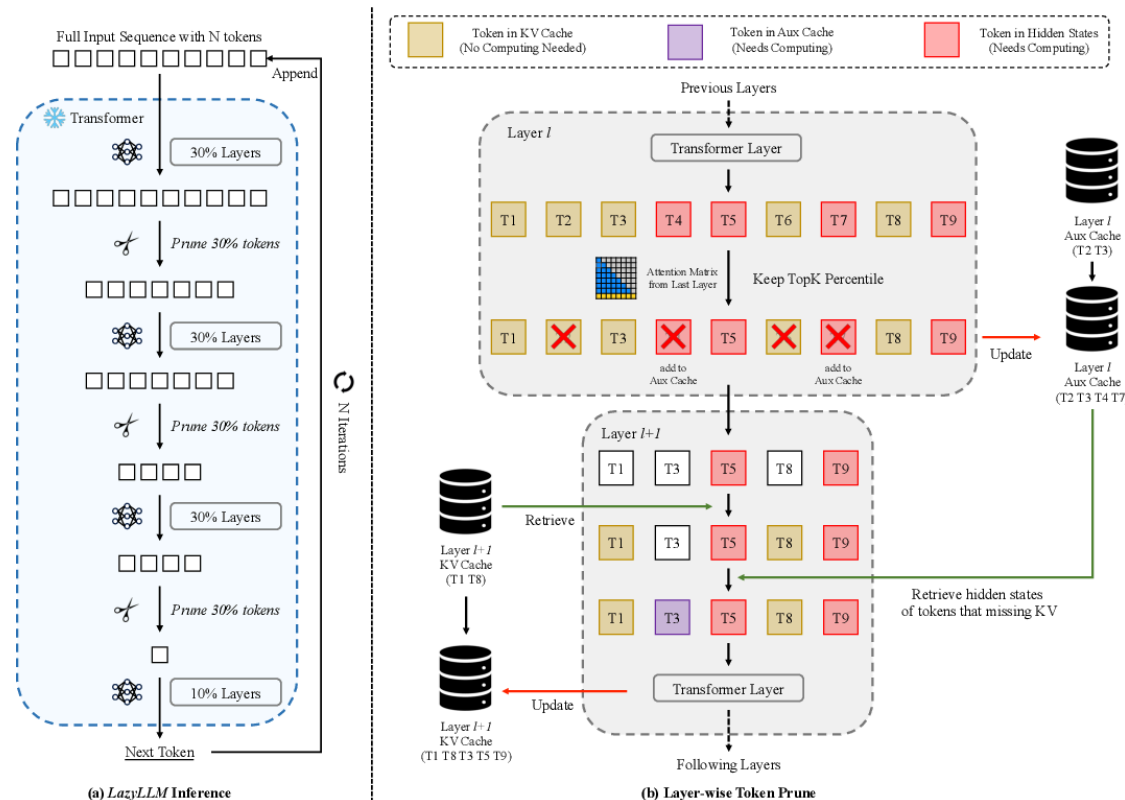 Full Input Sequence with N tokens
Append
Transformer
30% Layers
Prune 30% tokens
30% Layers
Prune 30% tokens
30% Layers
Prune 30% tokens
10% Layers
Next Token
N Iterations
(a) LazyLLM Inference
Token in KV Cache
(No Computing Needed)
Token in Aux Cache
(Needs Computing)
Token in Hidden States
(Needs Computing)
Previous Layers
Layer l
Transformer Layer
T1 T2 T3 T4 T5 T6 T7 T8 T9
Attention Matrix
from Last Layer
Keep TopK Percentile
T1 T3 T5 T8 T9
add to
Aux Cache
add to
Aux Cache
Layer l
Aux Cache
(T2 T3)
Update
Layer l
Aux Cache
(T2 T3 T4 T7
Layer l+1
T1 T3 T5 T8 T9
Retrieve
Layer l+1
KV Cache
(T1 T8)
T1 T3 T5 T8 T9
Retrieve hidden states
of tokens that missing KV
T1 T3 T5 T8 T9
Transformer Layer
Update
Layer l+1
KV Cache
(T1 T8 T3 T5 T9)
Following Layers
(b) Layer-wise Token Prune